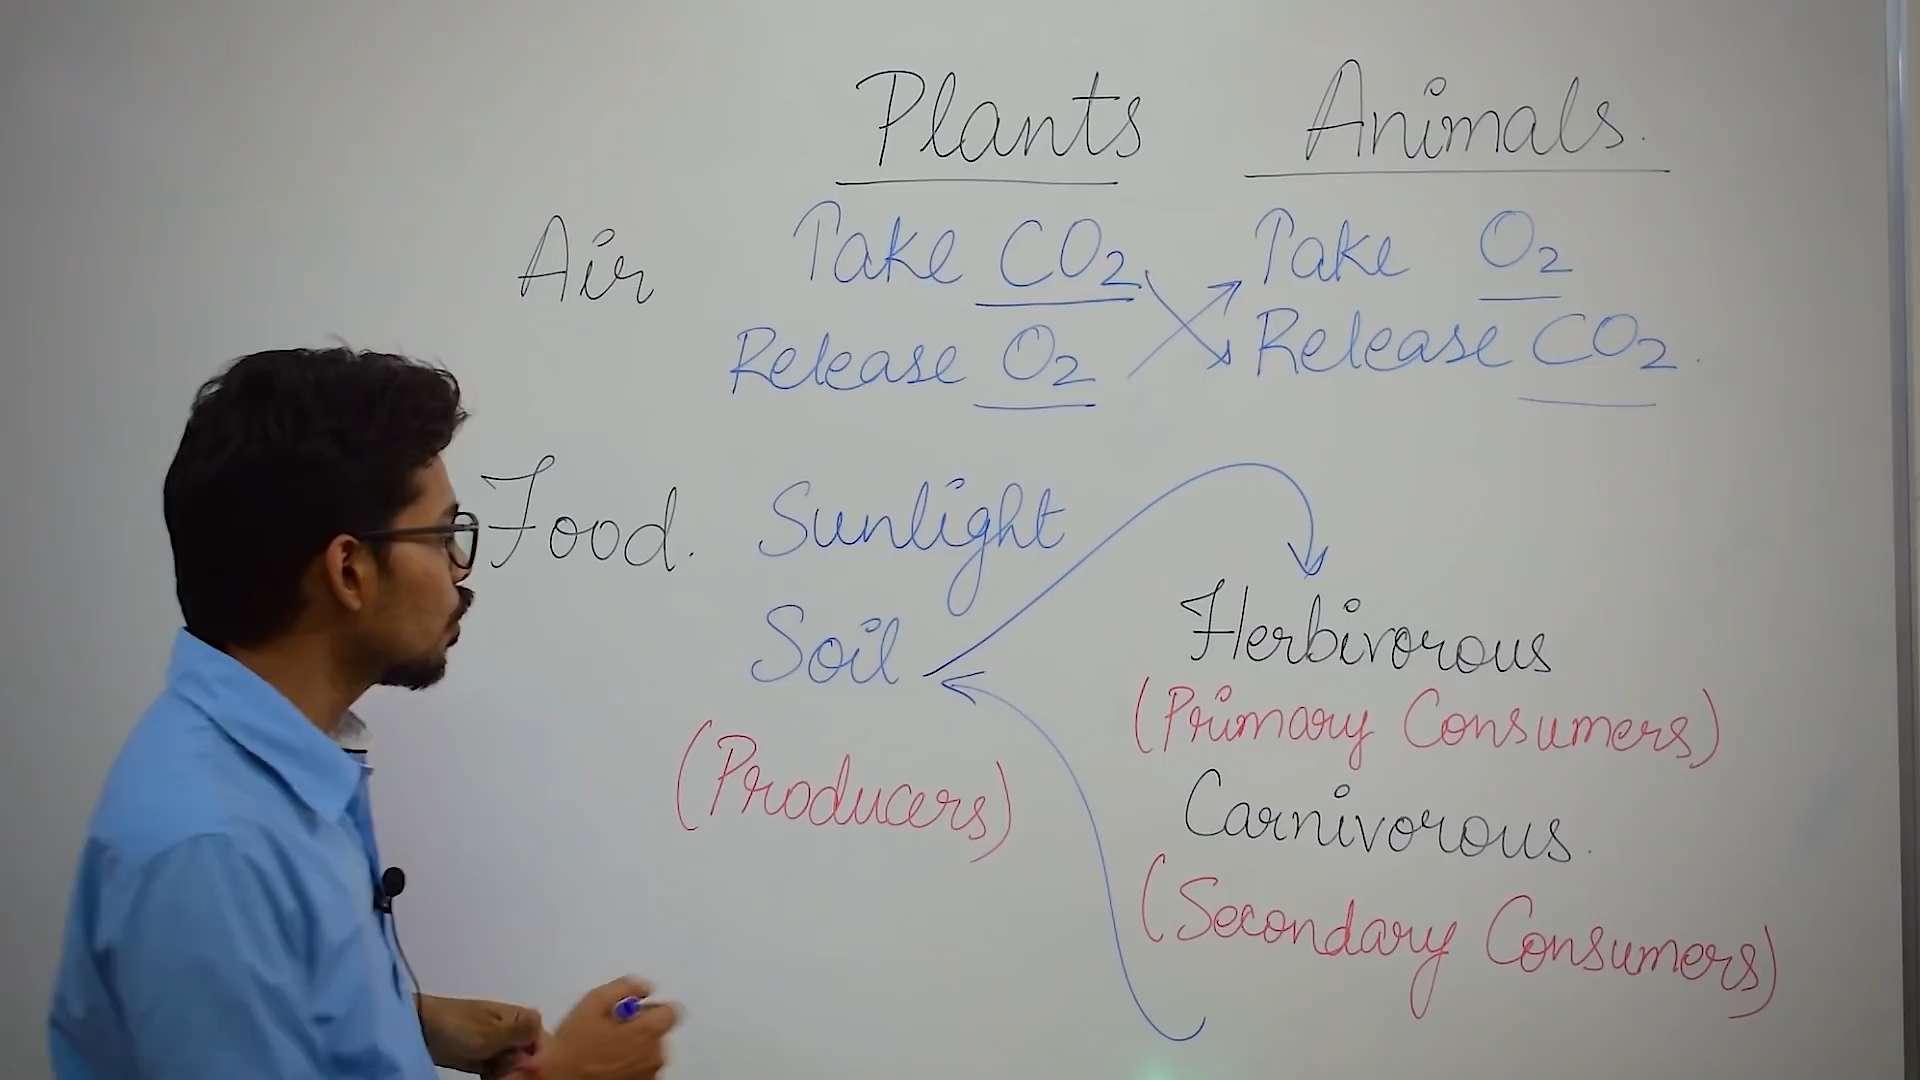 Plants Animals.
Air Take CO2 Take O2
Release O2 Release CO2.
Food. Sunlight
Soil Herbivorous
(Primary Consumers)
(Producers) Carnivorous.
(Secondary Consumers)